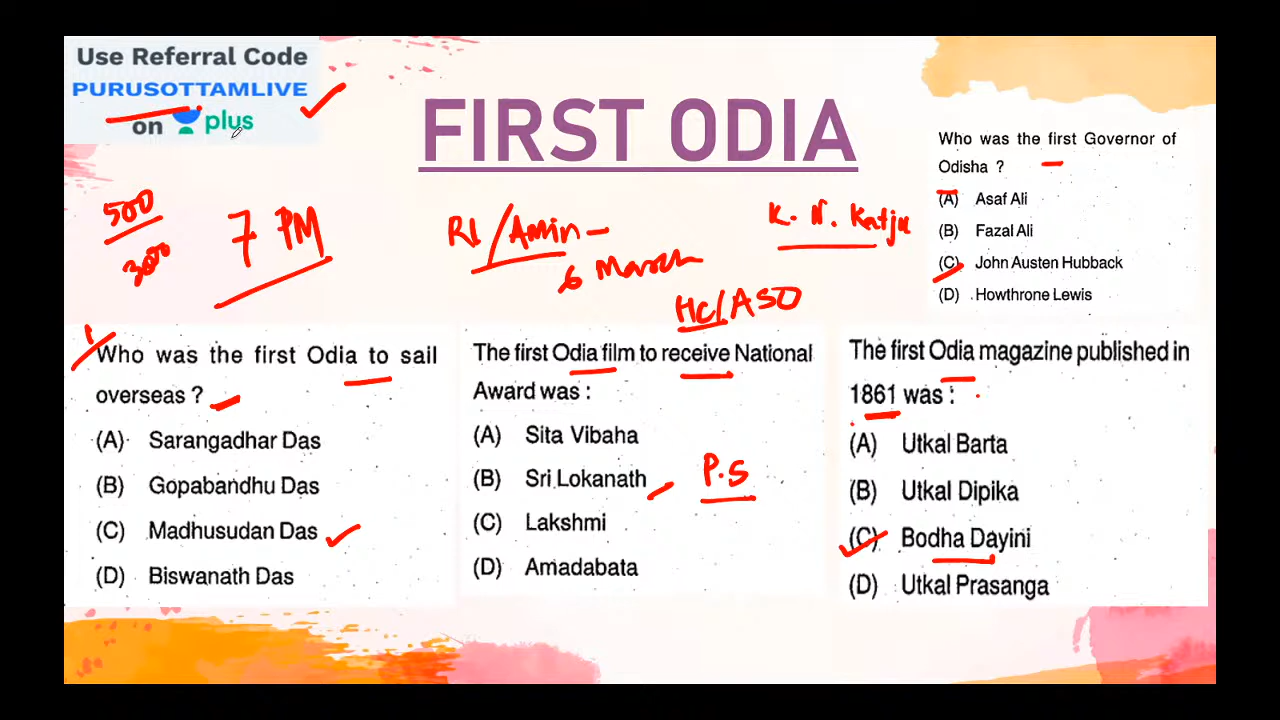 Use Referral Code
PURUSOTTAMLIVE
on plus
FIRST ODIA
500
3000
7 PM
RI/Amin-
6 March
K. N. Katju
HC/ASO
Who was the first Governor of
Odisha ?
(A) Asaf Ali
(B) Fazal Ali
(C) John Austen Hubback
(D) Howthrone Lewis
1
Who was the first Odia to sail
overseas ?
(A) Sarangadhar Das
(B) Gopabandhu Das
(C) Madhusudan Das
(D) Biswanath Das
The first Odia film to receive National
Award was :
(A) Sita Vibaha
(B) Sri Lokanath
(C) Lakshmi
(D) Amadabata
P.S
The first Odia magazine published in
1861 was :
(A) Utkal Barta
(B) Utkal Dipika
(C) Bodha Dayini
(D) Utkal Prasanga